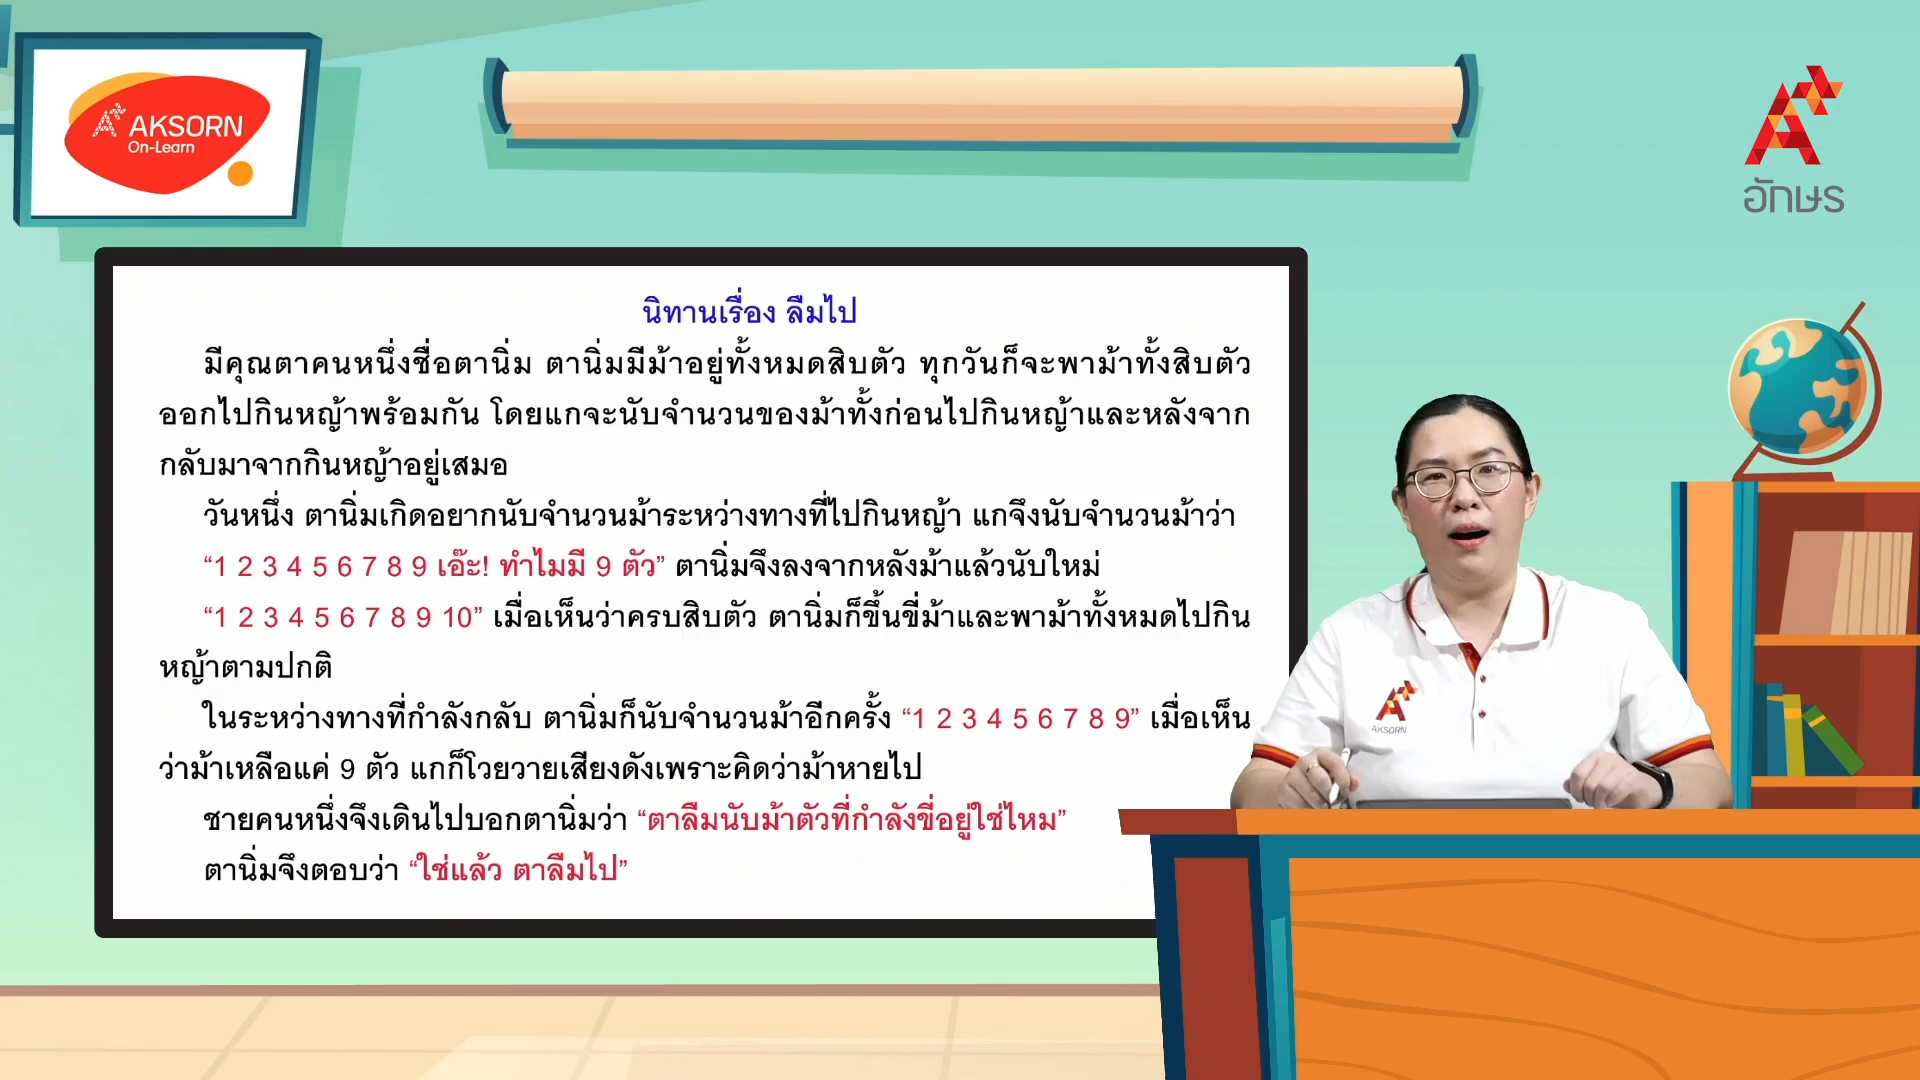 AKSORN
On-Learn
อักษร
นิทานเรื่อง ลืมไป
มีคุณตาคนหนึ่งชื่อตานิ่ม ตานิ่มมีม้าอยู่ทั้งหมดสิบตัว ทุกวันก็จะพาม้าทั้งสิบตัว
ออกไปกินหญ้าพร้อมกัน โดยแกจะนับจำนวนของม้าทั้งก่อนไปกินหญ้าและหลังจาก
กลับมาจากกินหญ้าอยู่เสมอ
วันหนึ่ง ตานิ่มเกิดอยากนับจำนวนม้าระหว่างทางที่ไปกินหญ้า แกจึงนับจำนวนม้าว่า
“1 2 3 4 5 6 7 8 9 เอ๊ะ! ทำไมมี 9 ตัว” ตานิ่มจึงลงจากหลังม้าแล้วนับใหม่
“1 2 3 4 5 6 7 8 9 10” เมื่อเห็นว่าครบสิบตัว ตานิ่มก็ขึ้นขี่ม้าและพาม้าทั้งหมดไปกิน
หญ้าตามปกติ
ในระหว่างทางที่กำลังกลับ ตานิ่มก็นับจำนวนม้าอีกครั้ง “1 2 3 4 5 6 7 8 9” เมื่อเห็น
ว่าม้าเหลือแค่ 9 ตัว แกก็โวยวายเสียงดังเพราะคิดว่าม้าหายไป
ชายคนหนึ่งจึงเดินไปบอกตานิ่มว่า “ตาลืมนับม้าตัวที่กำลังขี่อยู่ใช่ไหม”
ตานิ่มจึงตอบว่า “ใช่แล้ว ตาลืมไป”
AKSORN